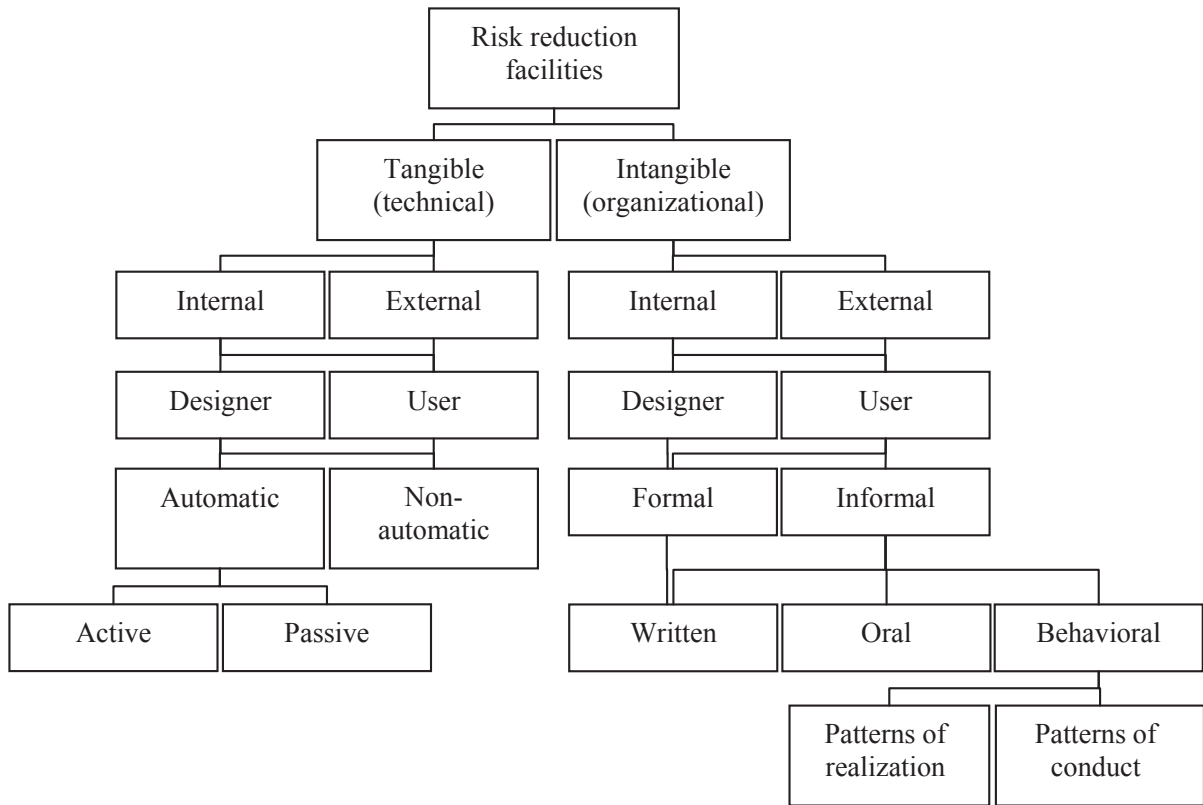 Risk reduction
facilities
Tangible
(technical)
Intangible
(organizational)
Internal
External
Internal
External
Designer
User
Designer
User
Automatic
Non-
automatic
Formal
Informal
Active
Passive
Written
Oral
Behavioral
Patterns of
realization
Patterns of
conduct